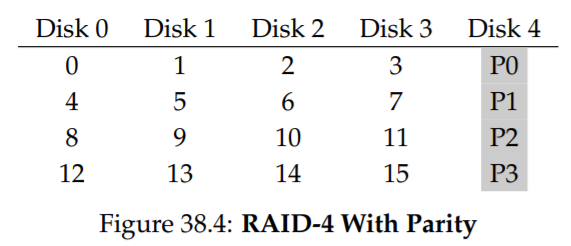 Disk 0 Disk 1 Disk 2 Disk 3 Disk 4
0 1 2 3 P0
4 5 6 7 P1
8 9 10 11 P2
12 13 14 15 P3
Figure 38.4: RAID-4 With Parity